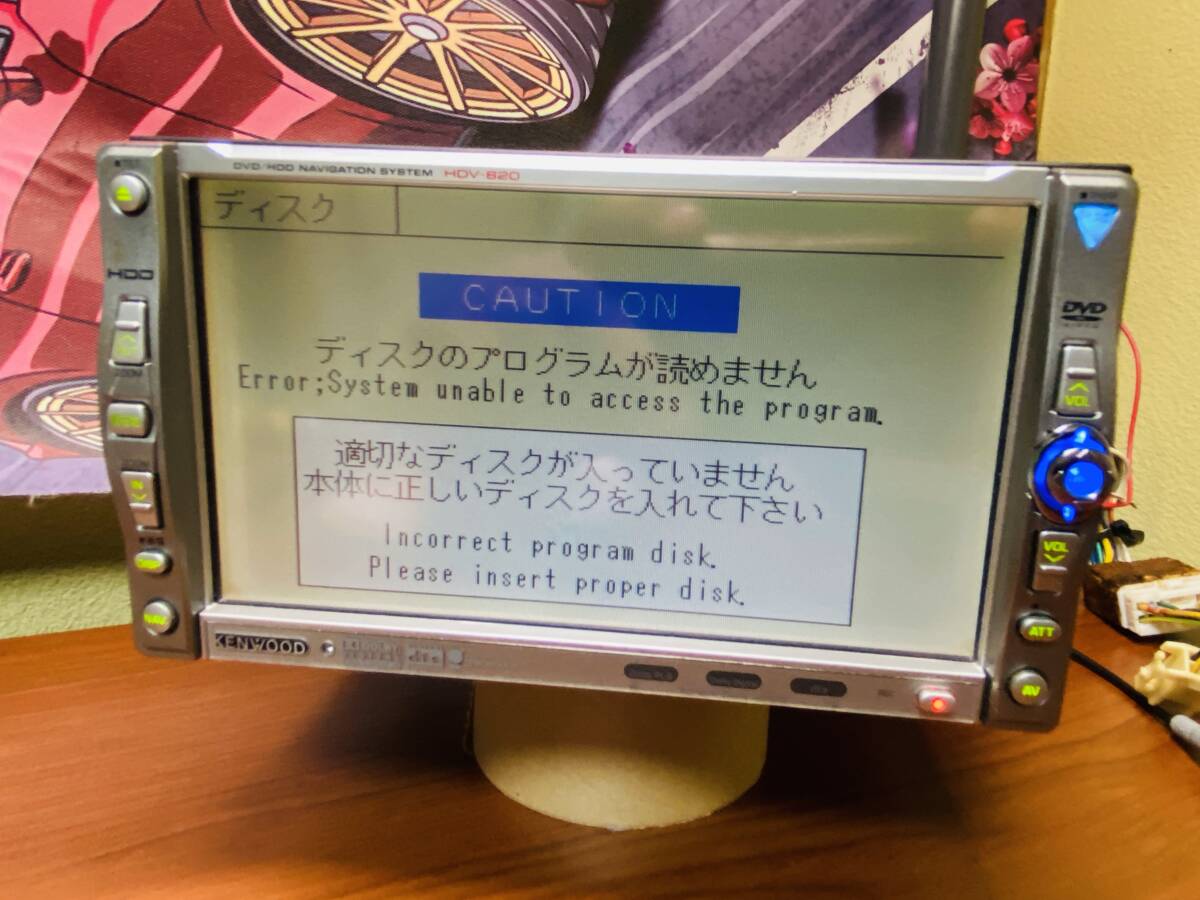 DVD/HDD NAVIGATION SYSTEM HDV-820
ディスク
CAUTION
ディスクのプログラムが読めません
Error;System unable to access the program.
適切なディスクが入っていません
本体に正しいディスクを入れて下さい
Incorrect program disk.
Please insert proper disk.
HDD
IN
NAV
DVD
VOL
VOL
ATT
AV
KENWOOD
dts